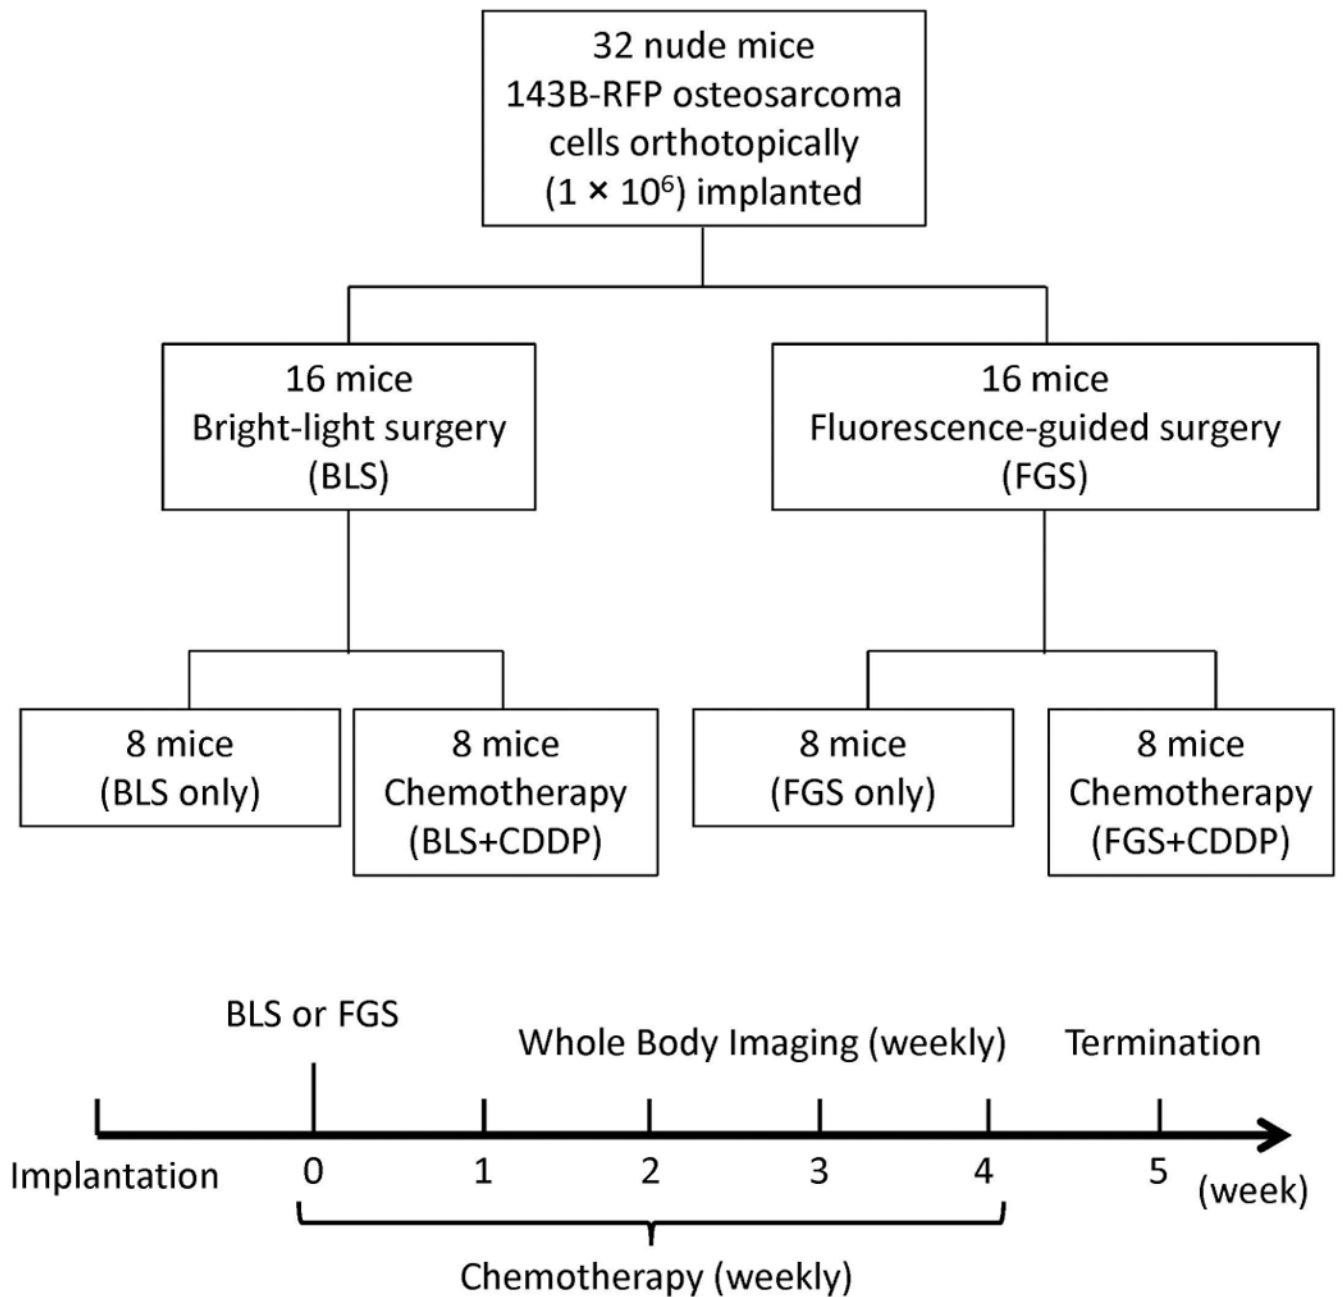 32 nude mice
143B-RFP osteosarcoma
cells orthotopically
(1 × 10⁶) implanted
16 mice
Bright-light surgery
(BLS)
16 mice
Fluorescence-guided surgery
(FGS)
8 mice
(BLS only)
8 mice
Chemotherapy
(BLS+CDDP)
8 mice
(FGS only)
8 mice
Chemotherapy
(FGS+CDDP)
BLS or FGS
Whole Body Imaging (weekly)
Termination
Implantation
0 1 2 3 4 5
(week)
Chemotherapy (weekly)